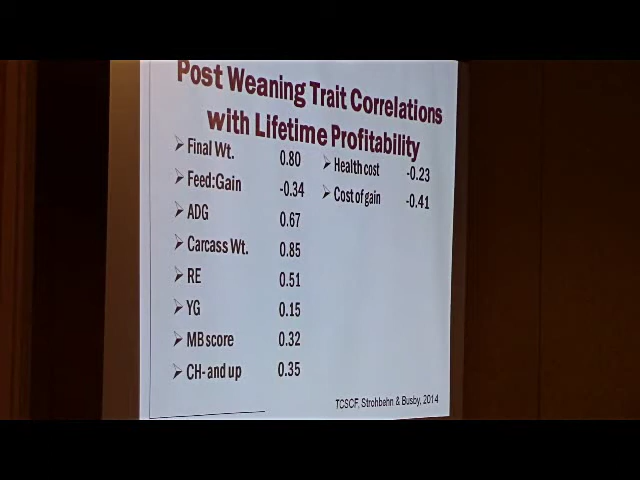 Post Weaning Trait Correlations
with Lifetime Profitability
➢ Final Wt. 0.80
➢ Feed:Gain -0.34
➢ ADG 0.67
➢ Carcass Wt. 0.85
➢ RE 0.51
➢ YG 0.15
➢ MB score 0.32
➢ CH- and up 0.35
➢ Health cost -0.23
➢ Cost of gain -0.41
TCSCF, Strohbehn & Busby, 2014